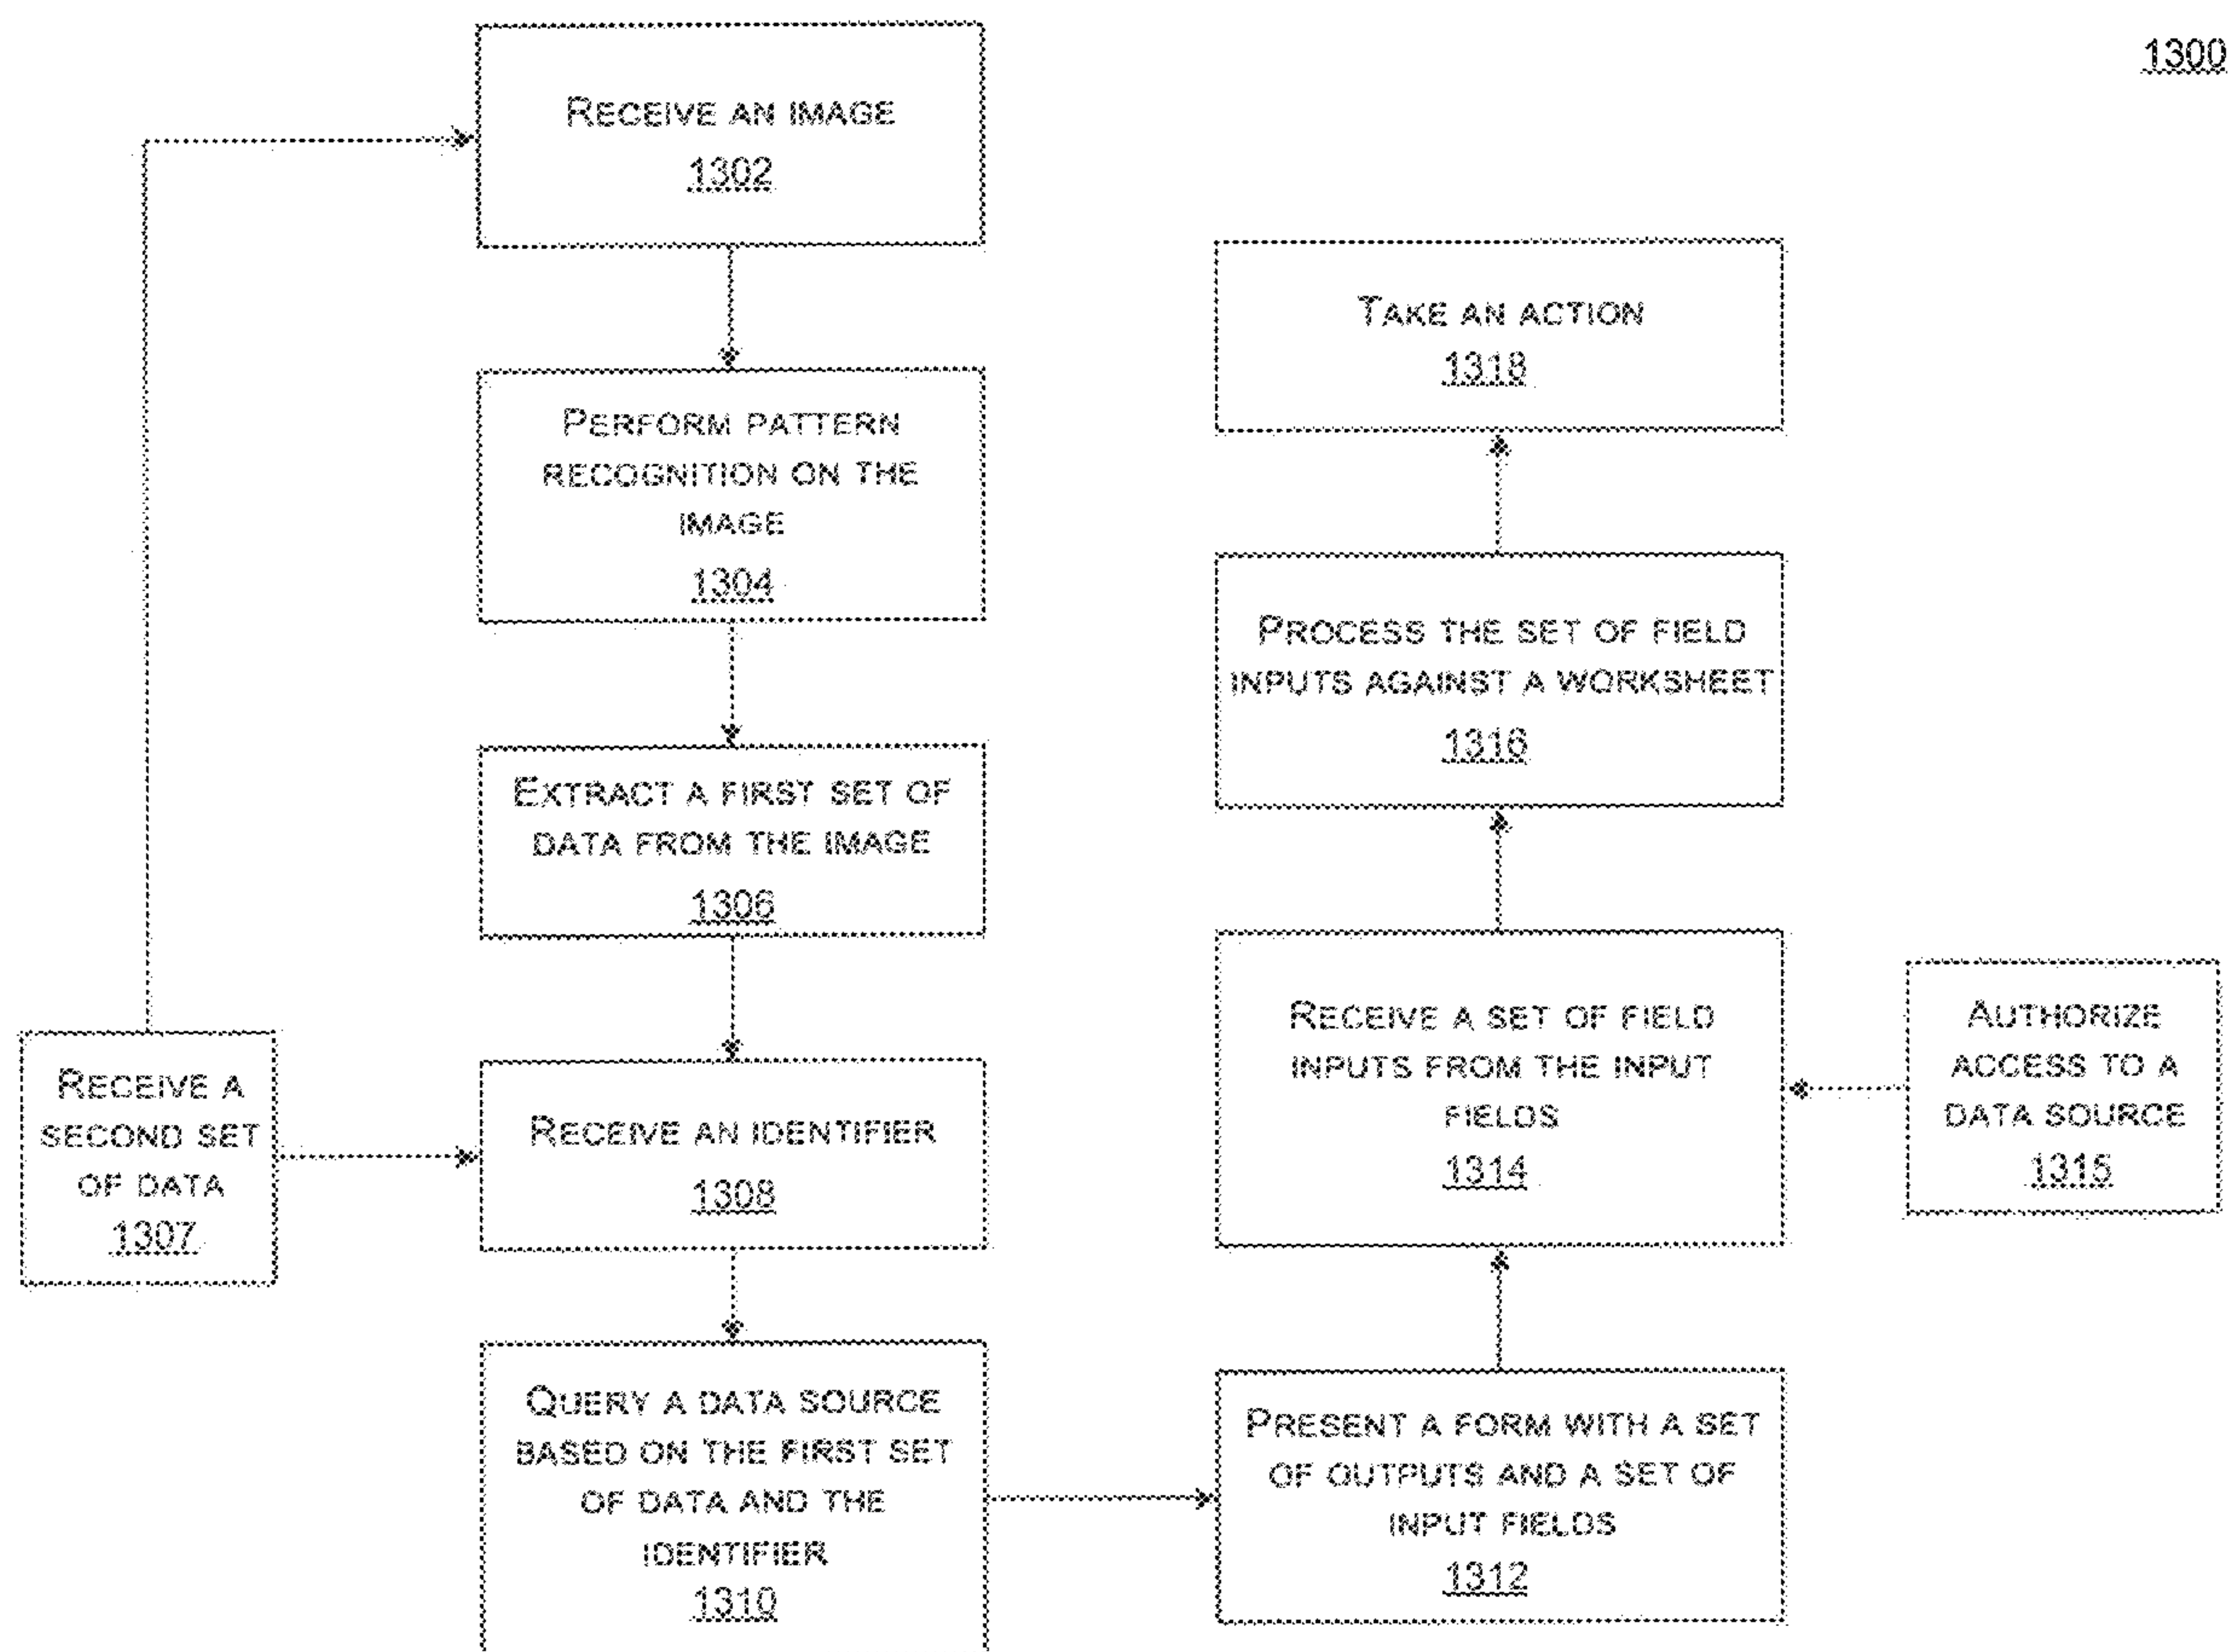 1300
RECEIVE AN IMAGE
1302
PERFORM PATTERN
RECOGNITION ON THE
IMAGE
1304
EXTRACT A FIRST SET OF
DATA FROM THE IMAGE
1306
RECEIVE A
SECOND SET
OF DATA
1307
RECEIVE AN IDENTIFIER
1308
QUERY A DATA SOURCE
BASED ON THE FIRST SET
OF DATA AND THE
IDENTIFIER
1310
PRESENT A FORM WITH A SET
OF OUTPUTS AND A SET OF
INPUT FIELDS
1312
RECEIVE A SET OF FIELD
INPUTS FROM THE INPUT
FIELDS
1314
AUTHORIZE
ACCESS TO A
DATA SOURCE
1315
PROCESS THE SET OF FIELD
INPUTS AGAINST A WORKSHEET
1316
TAKE AN ACTION
1318